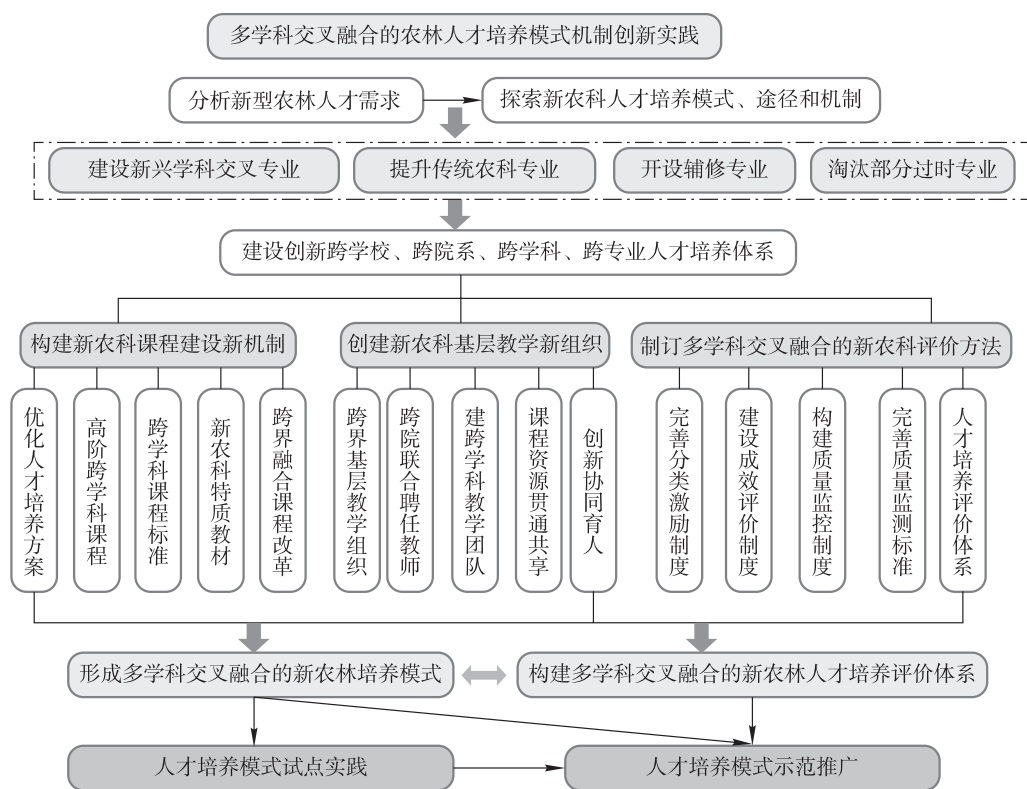 多学科交叉融合的农林人才培养模式机制创新实践
分析新型农林人才需求
探索新农科人才培养模式、途径和机制
建设新兴学科交叉专业
提升传统农科专业
开设辅修专业
淘汰部分过时专业
建设创新跨学校、跨院系、跨学科、跨专业人才培养体系
构建新农科课程建设新机制
创建新农科基层教学新组织
制订多学科交叉融合的新农科评价方法
优化人才培养方案
高阶跨学科课程
跨学科课程标准
新农科特质教材
跨界融合课程改革
跨界基层教学组织
跨院联合聘任教师
建跨学科教学团队
课程资源贯通共享
创新协同育人
完善分类激励制度
建设成效评价制度
构建质量监控制度
完善质量监测标准
人才培养评价体系
形成多学科交叉融合的新农林培养模式
构建多学科交叉融合的新农林人才培养评价体系
人才培养模式试点实践
人才培养模式示范推广